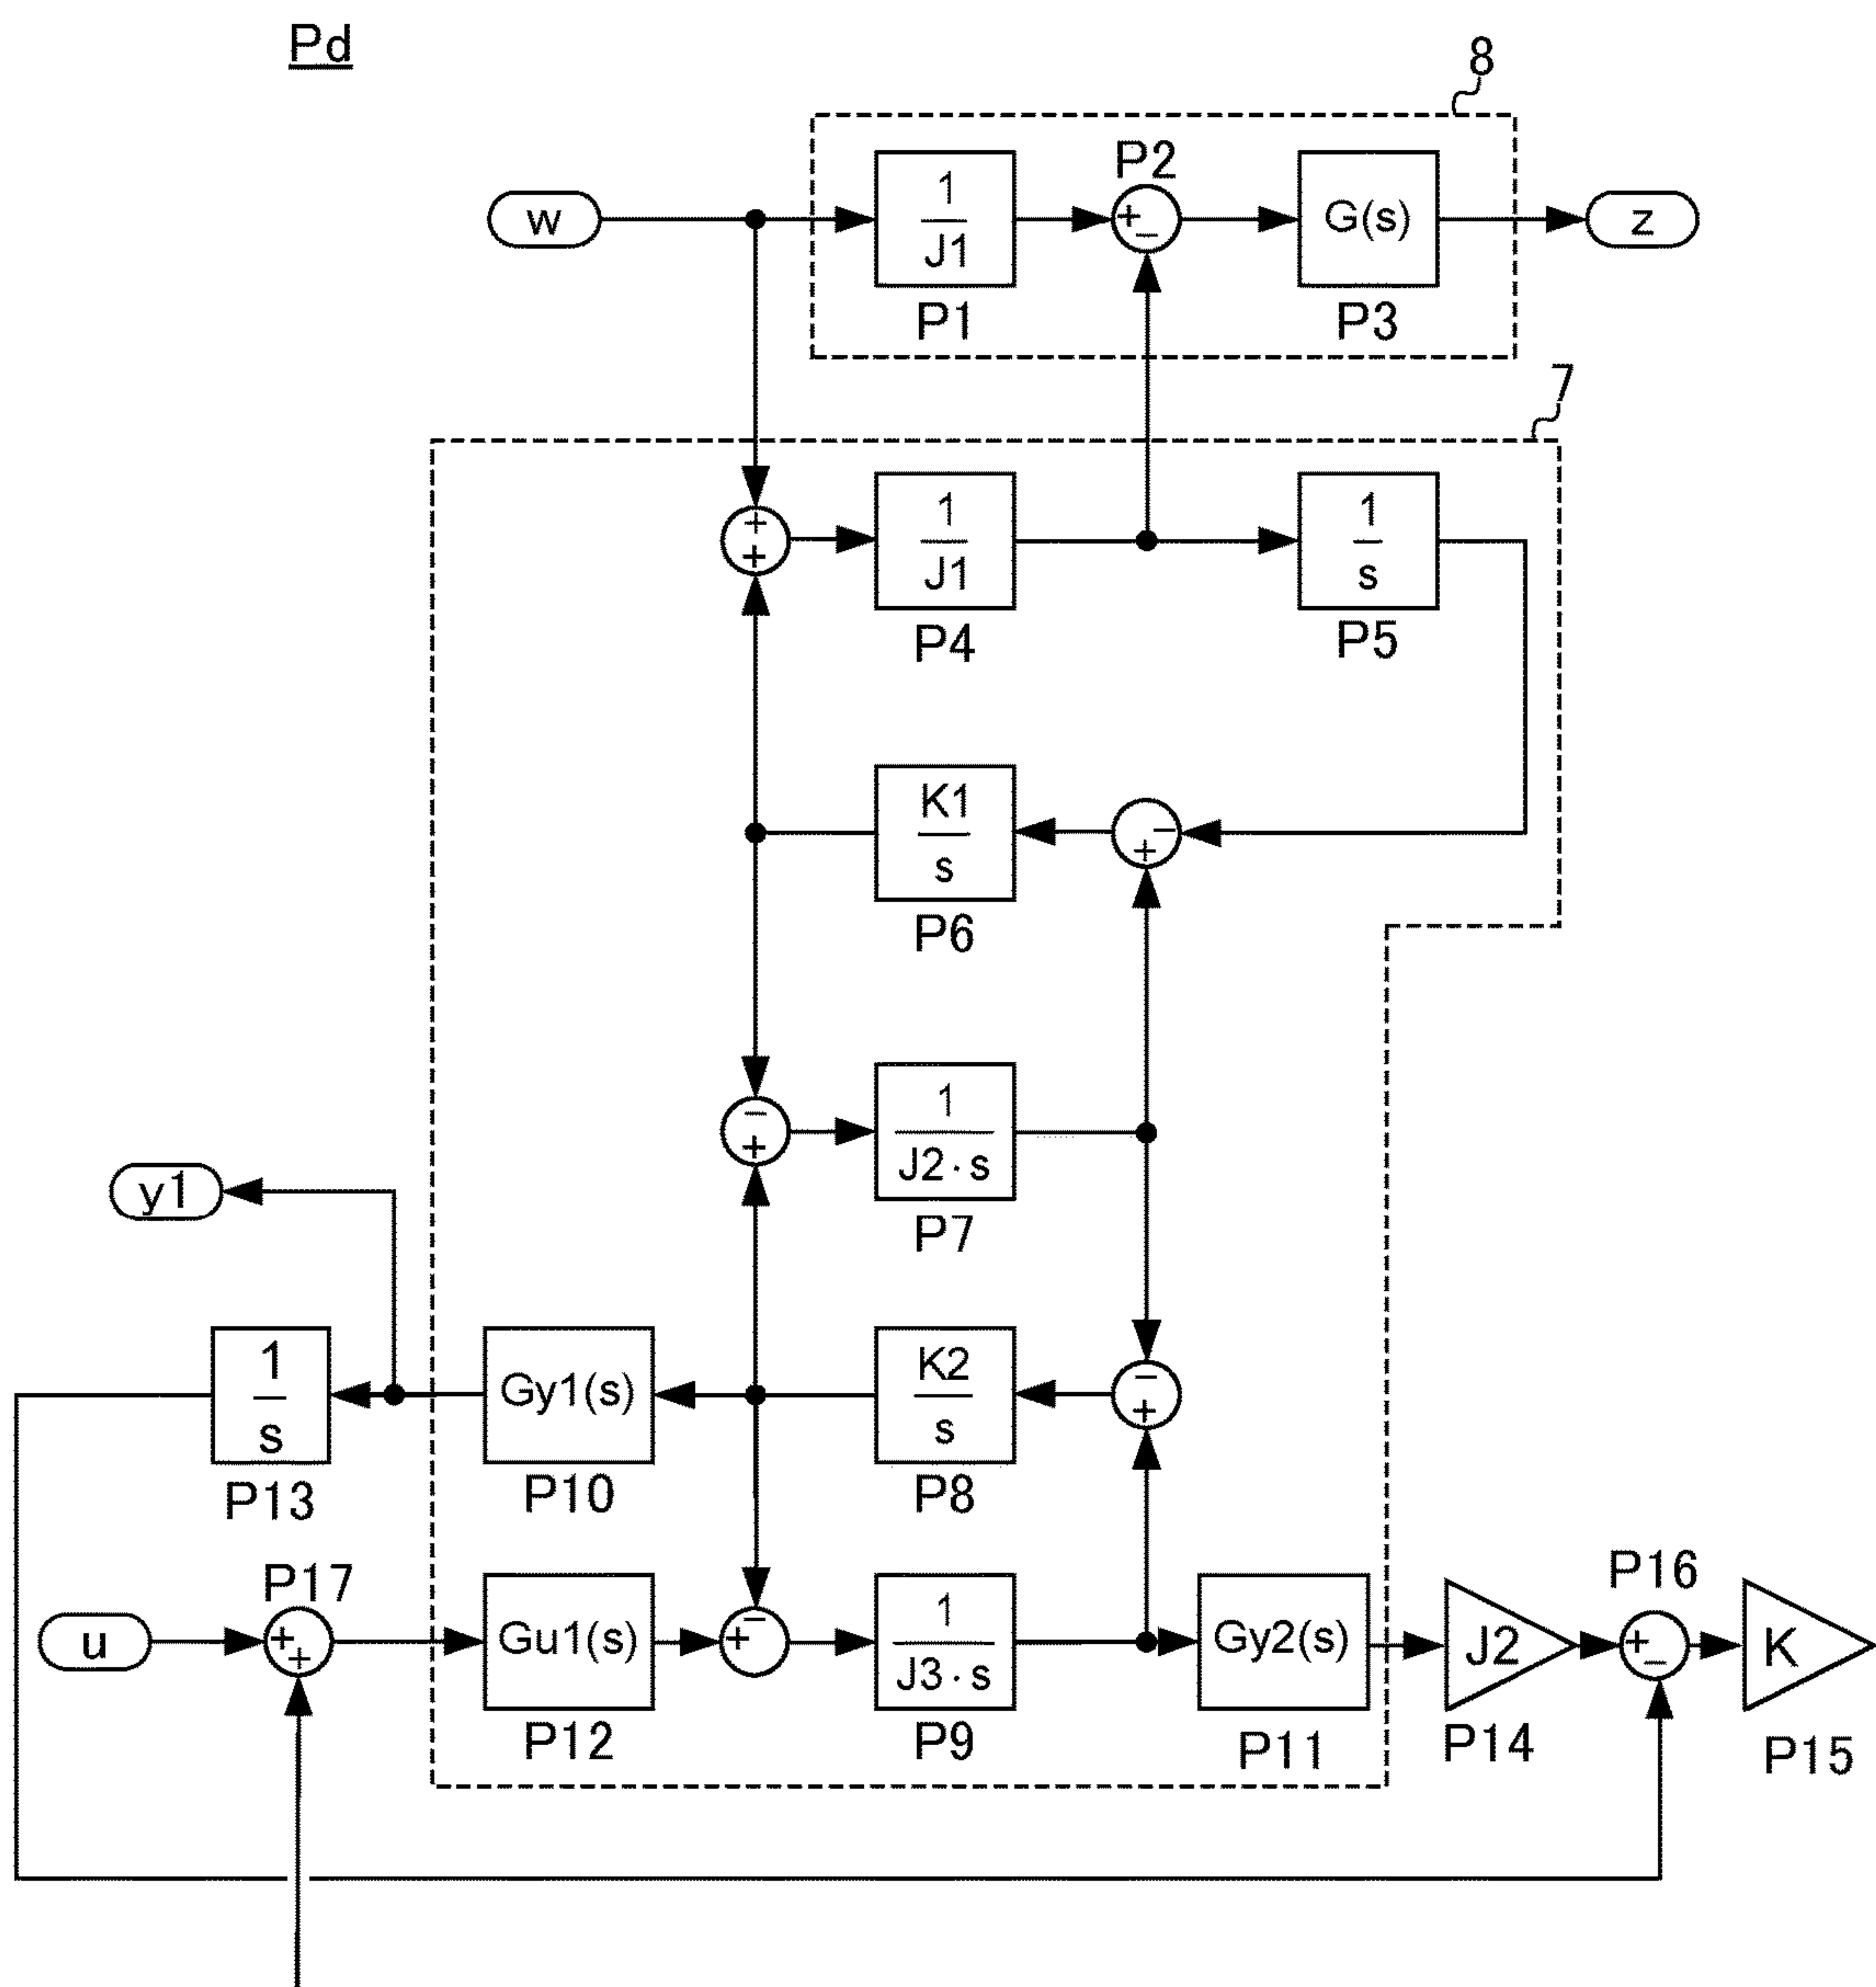 Pd
8
P2
w
1
J1
+
−
G(s)
z
P1
P3
7
+
+
1
J1
1
s
P4
P5
K1
s
−
+
P6
−
+
1
J2・s
y1
P7
1
s
Gy1(s)
K2
s
−
+
P13
P10
P8
P17
P16
u
+
+
Gu1(s)
−
+
1
J3・s
Gy2(s)
J2
+
−
K
P12
P9
P11
P14
P15